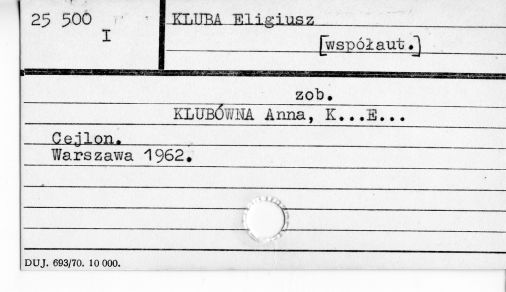 25 500
I
KLUBA Eligiusz
[współaut.]
zob.
KLUBÓWNA Anna, K...E...
Cejlon.
Warszawa 1962.
DUJ. 693/70. 10 000.